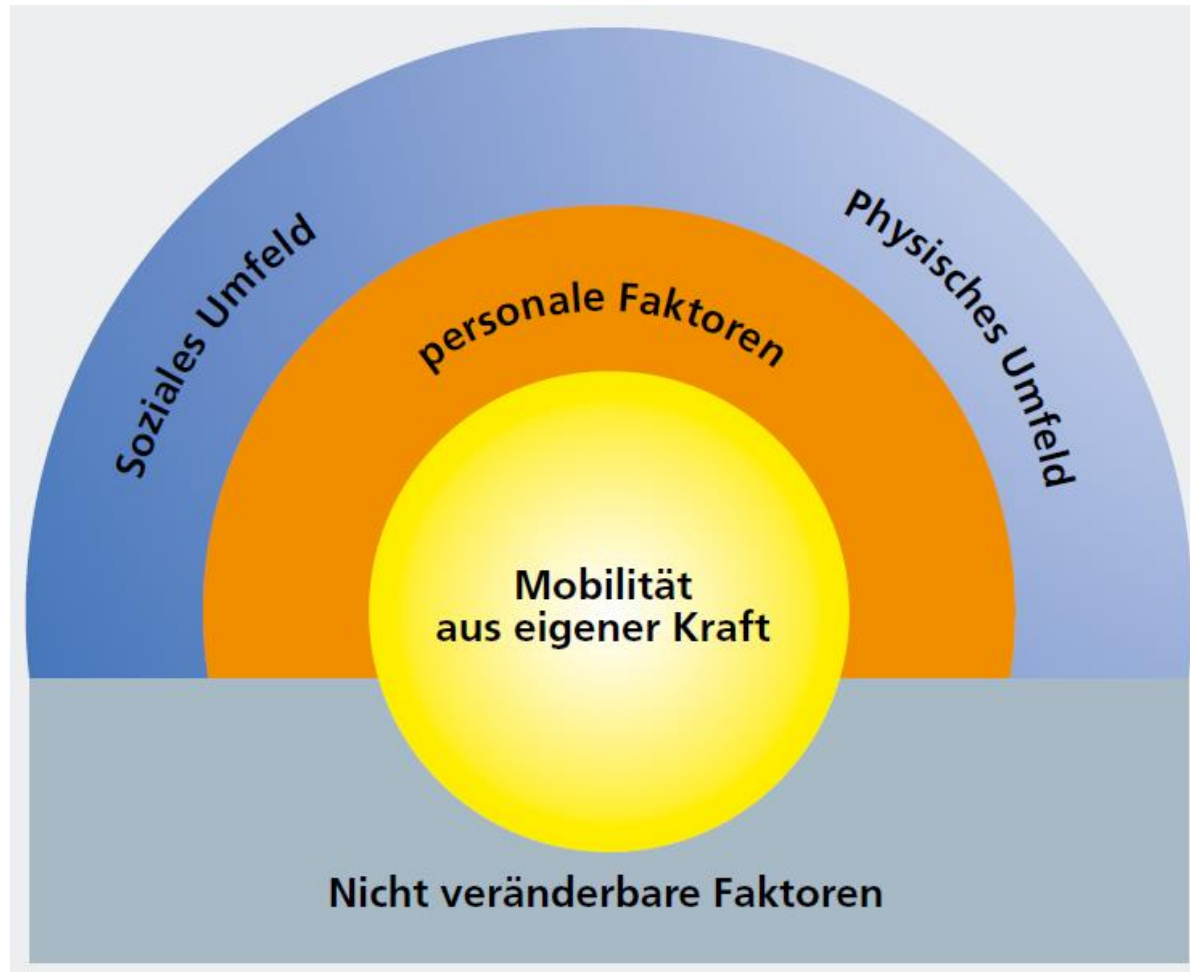 Soziales Umfeld
Physisches Umfeld
personale Faktoren
Mobilität
aus eigener Kraft
Nicht veränderbare Faktoren